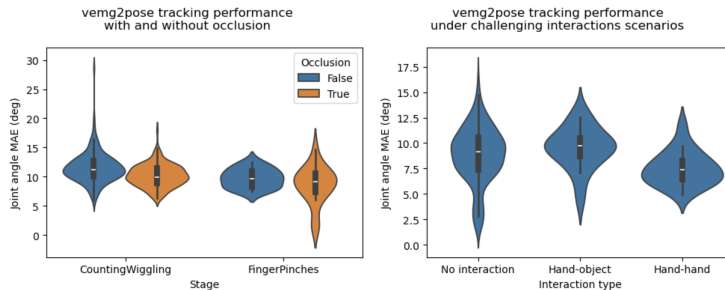 vemg2pose tracking performance
with and without occlusion
Joint angle MAE (deg)
30
25
20
15
10
5
0
Occlusion
False
True
CountingWiggling
FingerPinches
Stage
vemg2pose tracking performance
under challenging interactions scenarios
Joint angle MAE (deg)
17.5
15.0
12.5
10.0
7.5
5.0
2.5
0.0
No interaction
Hand-object
Hand-hand
Interaction type